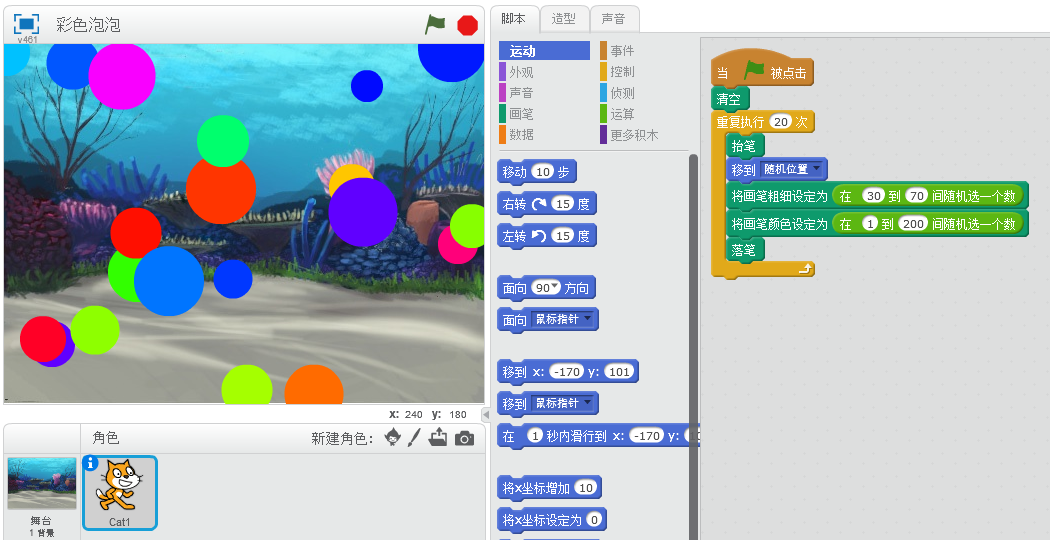 彩色泡泡
v461
x: 240 y: 180
角色
新建角色:
舞台
1 背景
Cat1
脚本
造型
声音
运动
事件
外观
控制
声音
侦测
画笔
运算
数据
更多积木
移动 10 步
右转 15 度
左转 15 度
面向 90 方向
面向 鼠标指针
移到 x: -170 y: 101
移到 鼠标指针
在 1 秒内滑行到 x: -170 y:
将x坐标增加 10
将x坐标设定为 0
当 被点击
清空
重复执行 20 次
抬笔
移到 随机位置
将画笔粗细设定为 在 30 到 70 间随机选一个数
将画笔颜色设定为 在 1 到 200 间随机选一个数
落笔